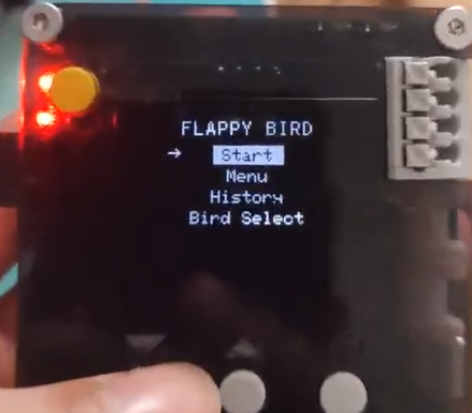 FLAPPY BIRD
→ Start
Menu
History
Bird Select